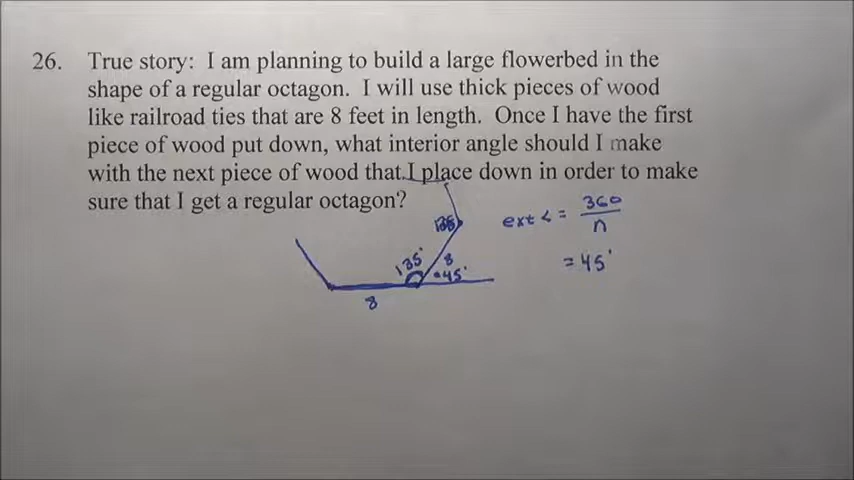 26. True story: I am planning to build a large flowerbed in the
shape of a regular octagon. I will use thick pieces of wood
like railroad ties that are 8 feet in length. Once I have the first
piece of wood put down, what interior angle should I make
with the next piece of wood that I place down in order to make
sure that I get a regular octagon?
ext < = 360/n
= 45°
135
135°
8
45°
8